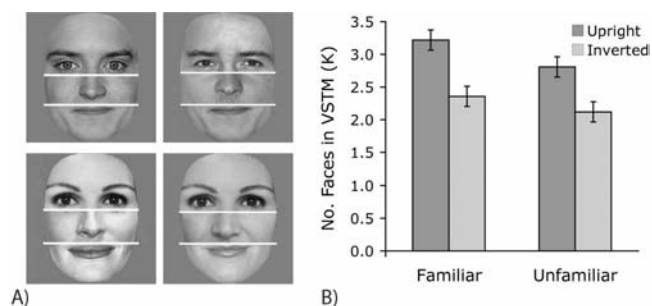 A)
B)
No. Faces in VSTM (K)
3.5
3.0
2.5
2.0
1.5
1.0
0.5
0.0
Upright
Inverted
Familiar
Unfamiliar